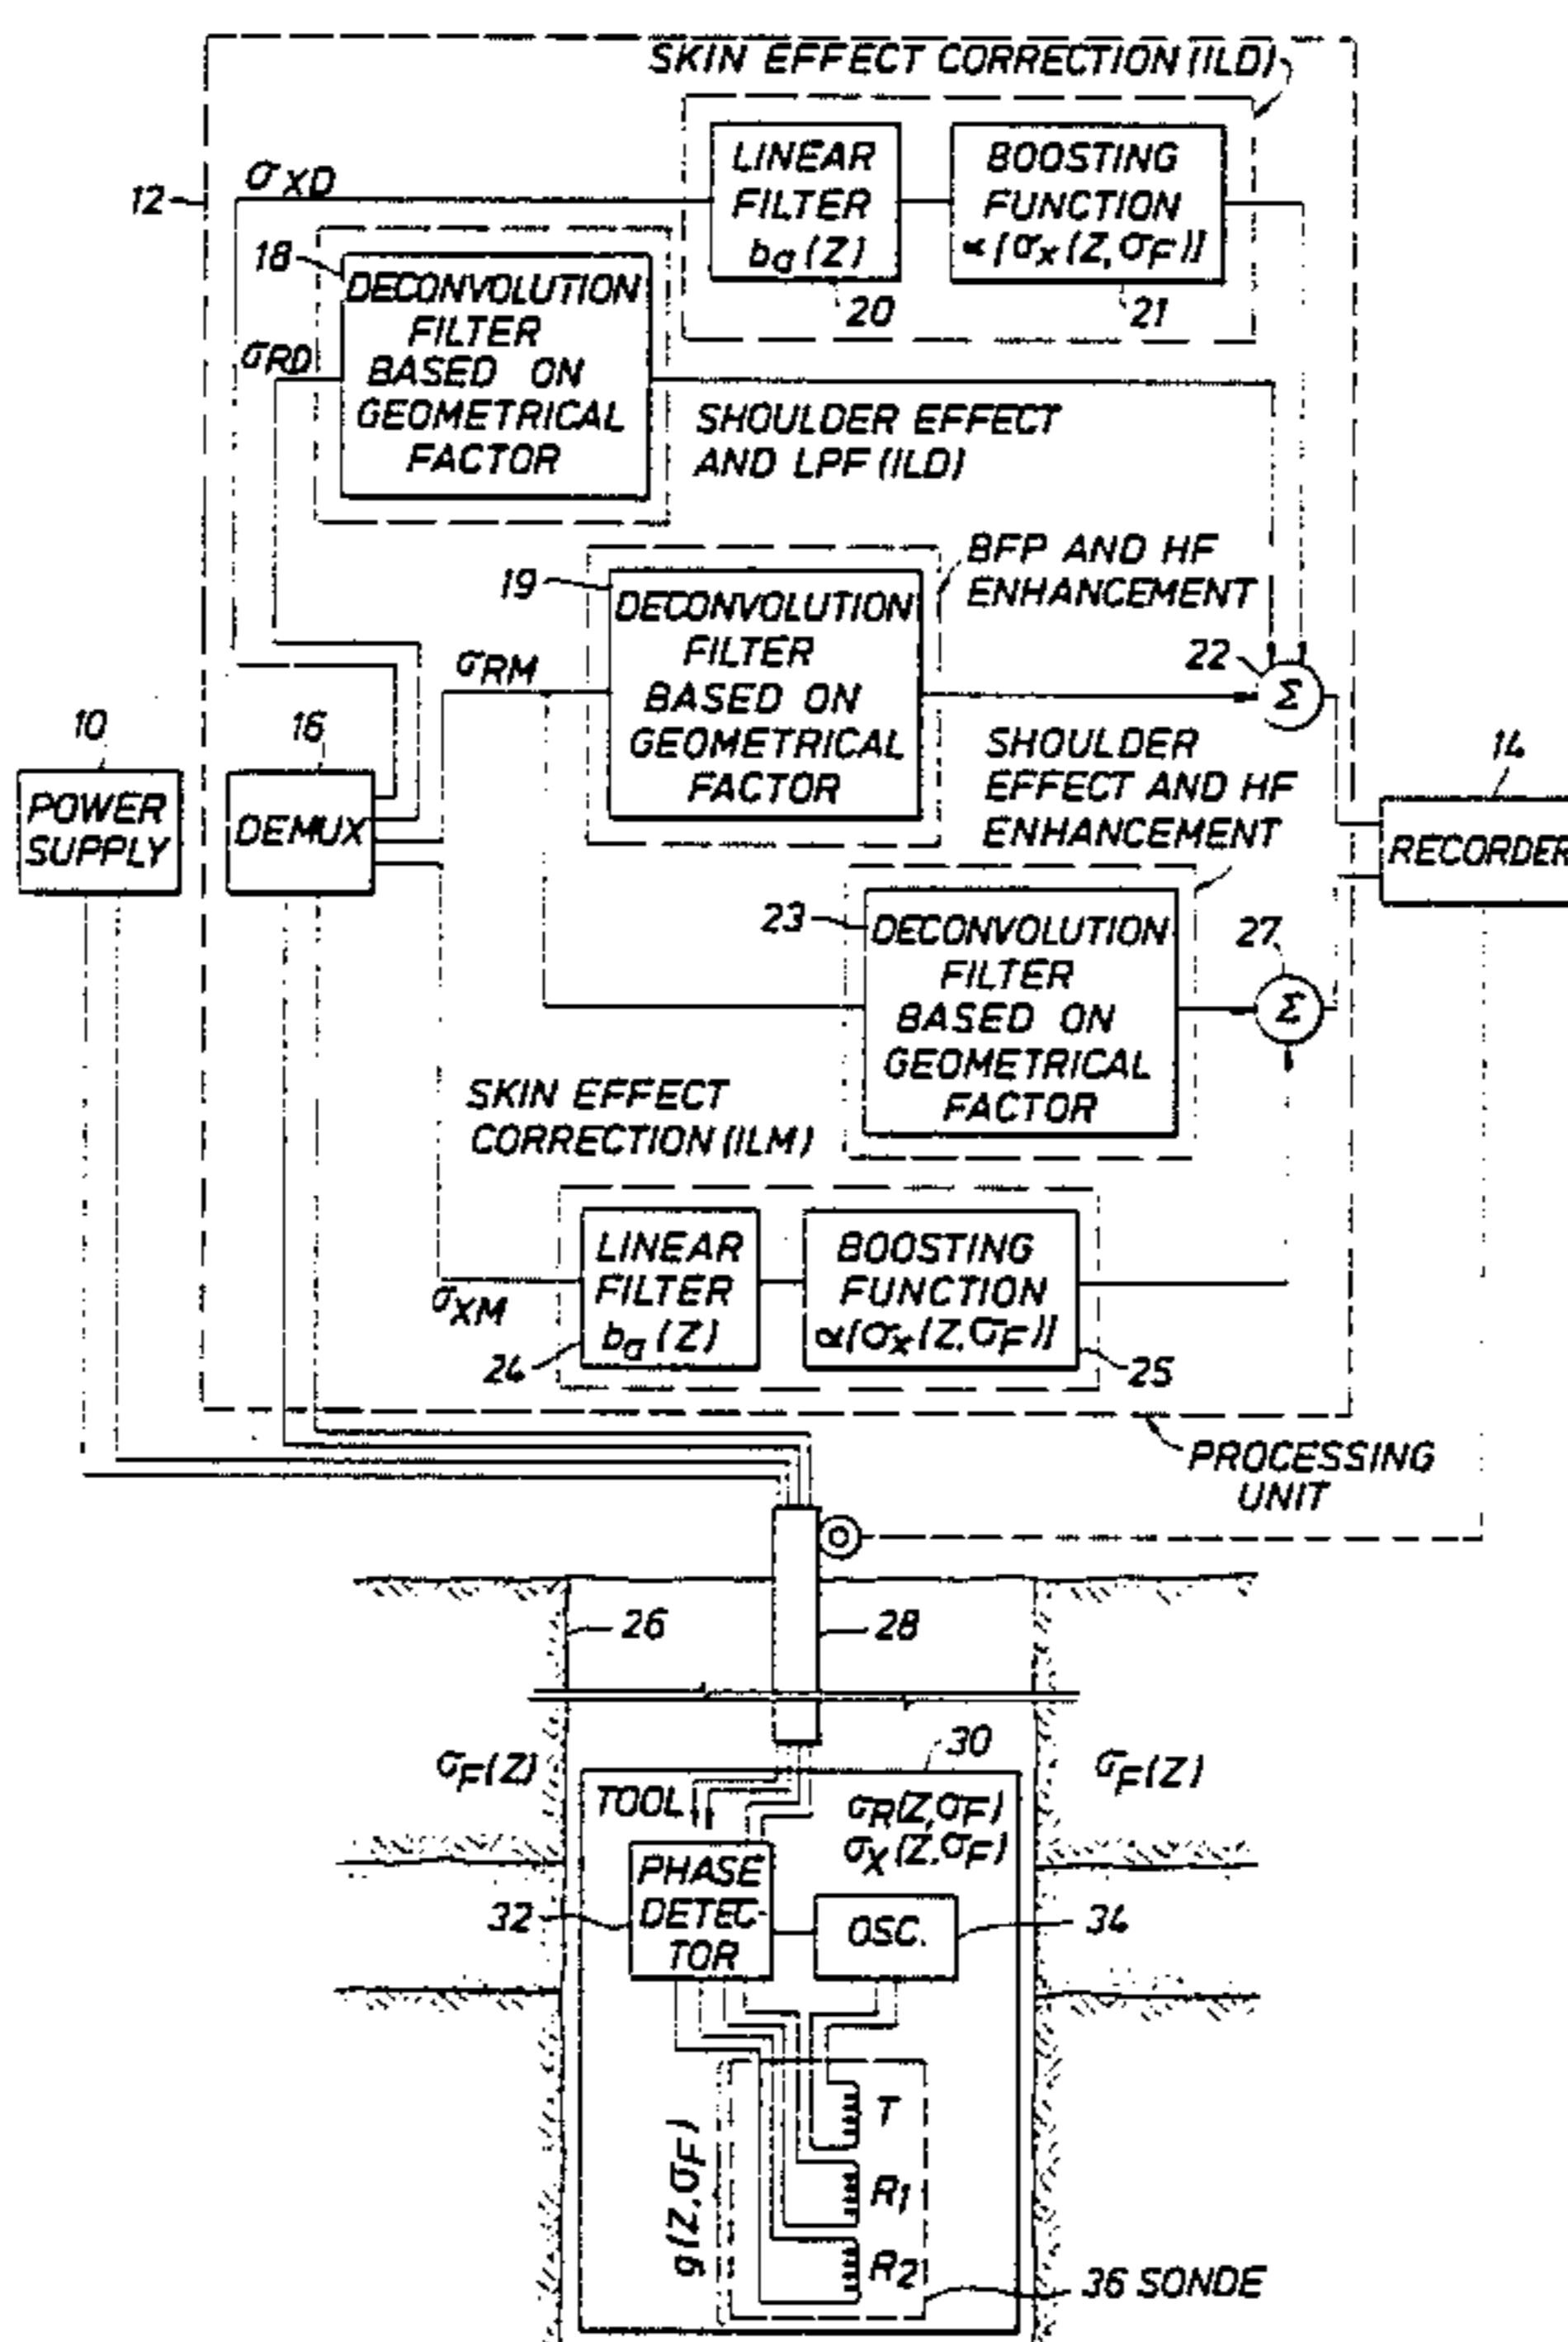 SKIN EFFECT CORRECTION (ILD)
12
σXD
LINEAR
FILTER
bσ(Z)
20
BOOSTING
FUNCTION
∝[σx(Z,σF)]
21
18
DECONVOLUTION
FILTER
BASED ON
GEOMETRICAL
FACTOR
σRD
SHOULDER EFFECT
AND LPF (ILD)
BFP AND HF
ENHANCEMENT
19
DECONVOLUTION
FILTER
BASED ON
GEOMETRICAL
FACTOR
σRM
22
Σ
10
POWER
SUPPLY
16
DEMUX
SHOULDER
EFFECT AND HF
ENHANCEMENT
14
RECORDER
23
DECONVOLUTION
FILTER
BASED ON
GEOMETRICAL
FACTOR
27
Σ
SKIN EFFECT
CORRECTION (ILM)
LINEAR
FILTER
bσ(Z)
24
BOOSTING
FUNCTION
∝[σx(Z,σF)]
25
σXM
PROCESSING
UNIT
26
28
30
σF(Z)
σF(Z)
TOOL
σR(Z,σF)
σX(Z,σF)
PHASE
DETEC-
TOR
32
OSC.
34
T
R1
R2
g(Z,σF)
36 SONDE